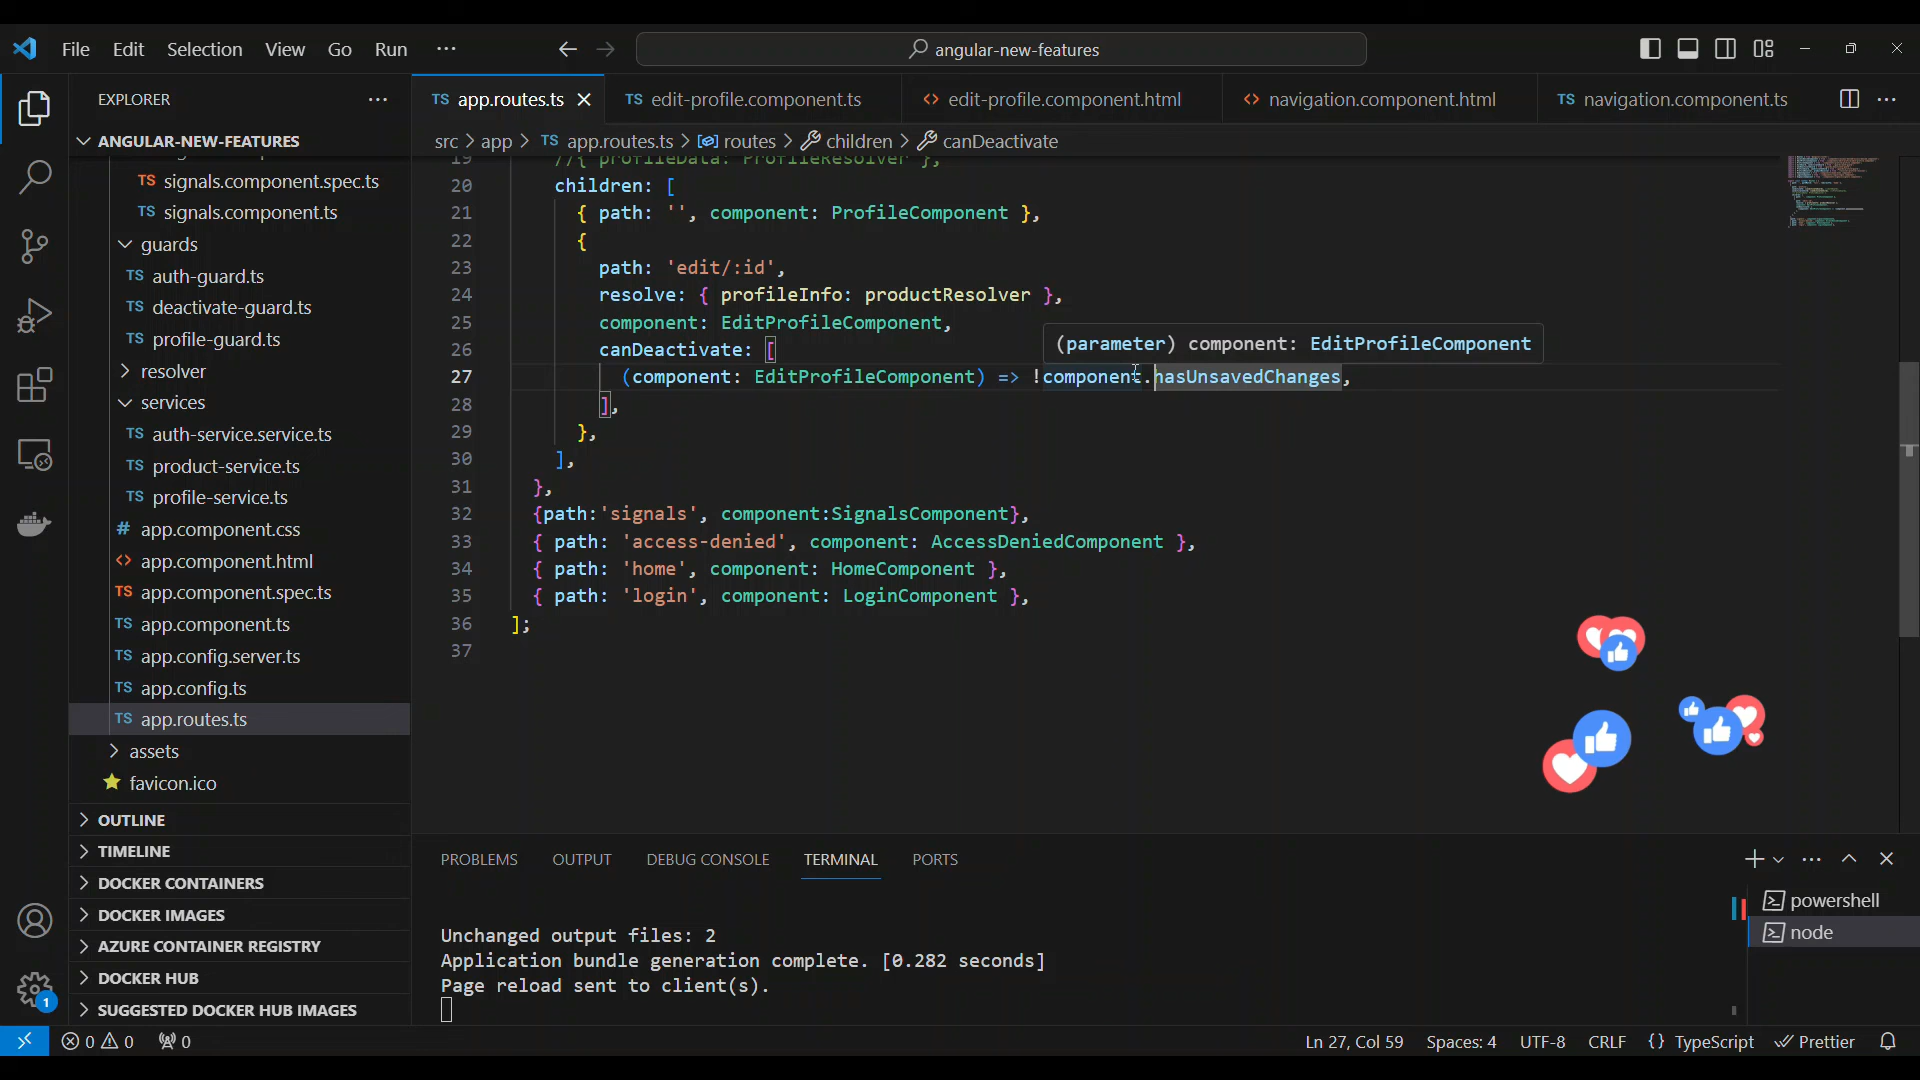 File Edit Selection View Go Run ··· angular-new-features
EXPLORER ···
ANGULAR-NEW-FEATURES
signals.component.spec.ts
TS signals.component.spec.ts
TS signals.component.ts
guards
TS auth-guard.ts
TS deactivate-guard.ts
TS profile-guard.ts
resolver
services
TS auth-service.service.ts
TS product-service.ts
TS profile-service.ts
# app.component.css
<> app.component.html
TS app.component.spec.ts
TS app.component.ts
TS app.config.server.ts
TS app.config.ts
TS app.routes.ts
assets
favicon.ico
OUTLINE
TIMELINE
DOCKER CONTAINERS
DOCKER IMAGES
AZURE CONTAINER REGISTRY
DOCKER HUB
SUGGESTED DOCKER HUB IMAGES
1
TS app.routes.ts TS edit-profile.component.ts <> edit-profile.component.html <> navigation.component.html TS navigation.component.ts ···
src > app > TS app.routes.ts > routes > children > canDeactivate
19 //{ profileData: ProfileResolver },
20 children: [
21 { path: '', component: ProfileComponent },
22 {
23 path: 'edit/:id',
24 resolve: { profileInfo: productResolver },
25 component: EditProfileComponent,
26 canDeactivate: [
(parameter) component: EditProfileComponent
27 (component: EditProfileComponent) => !component.hasUnsavedChanges,
28 ],
29 },
30 ],
31 },
32 {path:'signals', component:SignalsComponent},
33 { path: 'access-denied', component: AccessDeniedComponent },
34 { path: 'home', component: HomeComponent },
35 { path: 'login', component: LoginComponent },
36 ];
37
PROBLEMS OUTPUT DEBUG CONSOLE TERMINAL PORTS
Unchanged output files: 2
Application bundle generation complete. [0.282 seconds]
Page reload sent to client(s).
powershell
node
0 0 0 Ln 27, Col 59 Spaces: 4 UTF-8 CRLF {} TypeScript Prettier